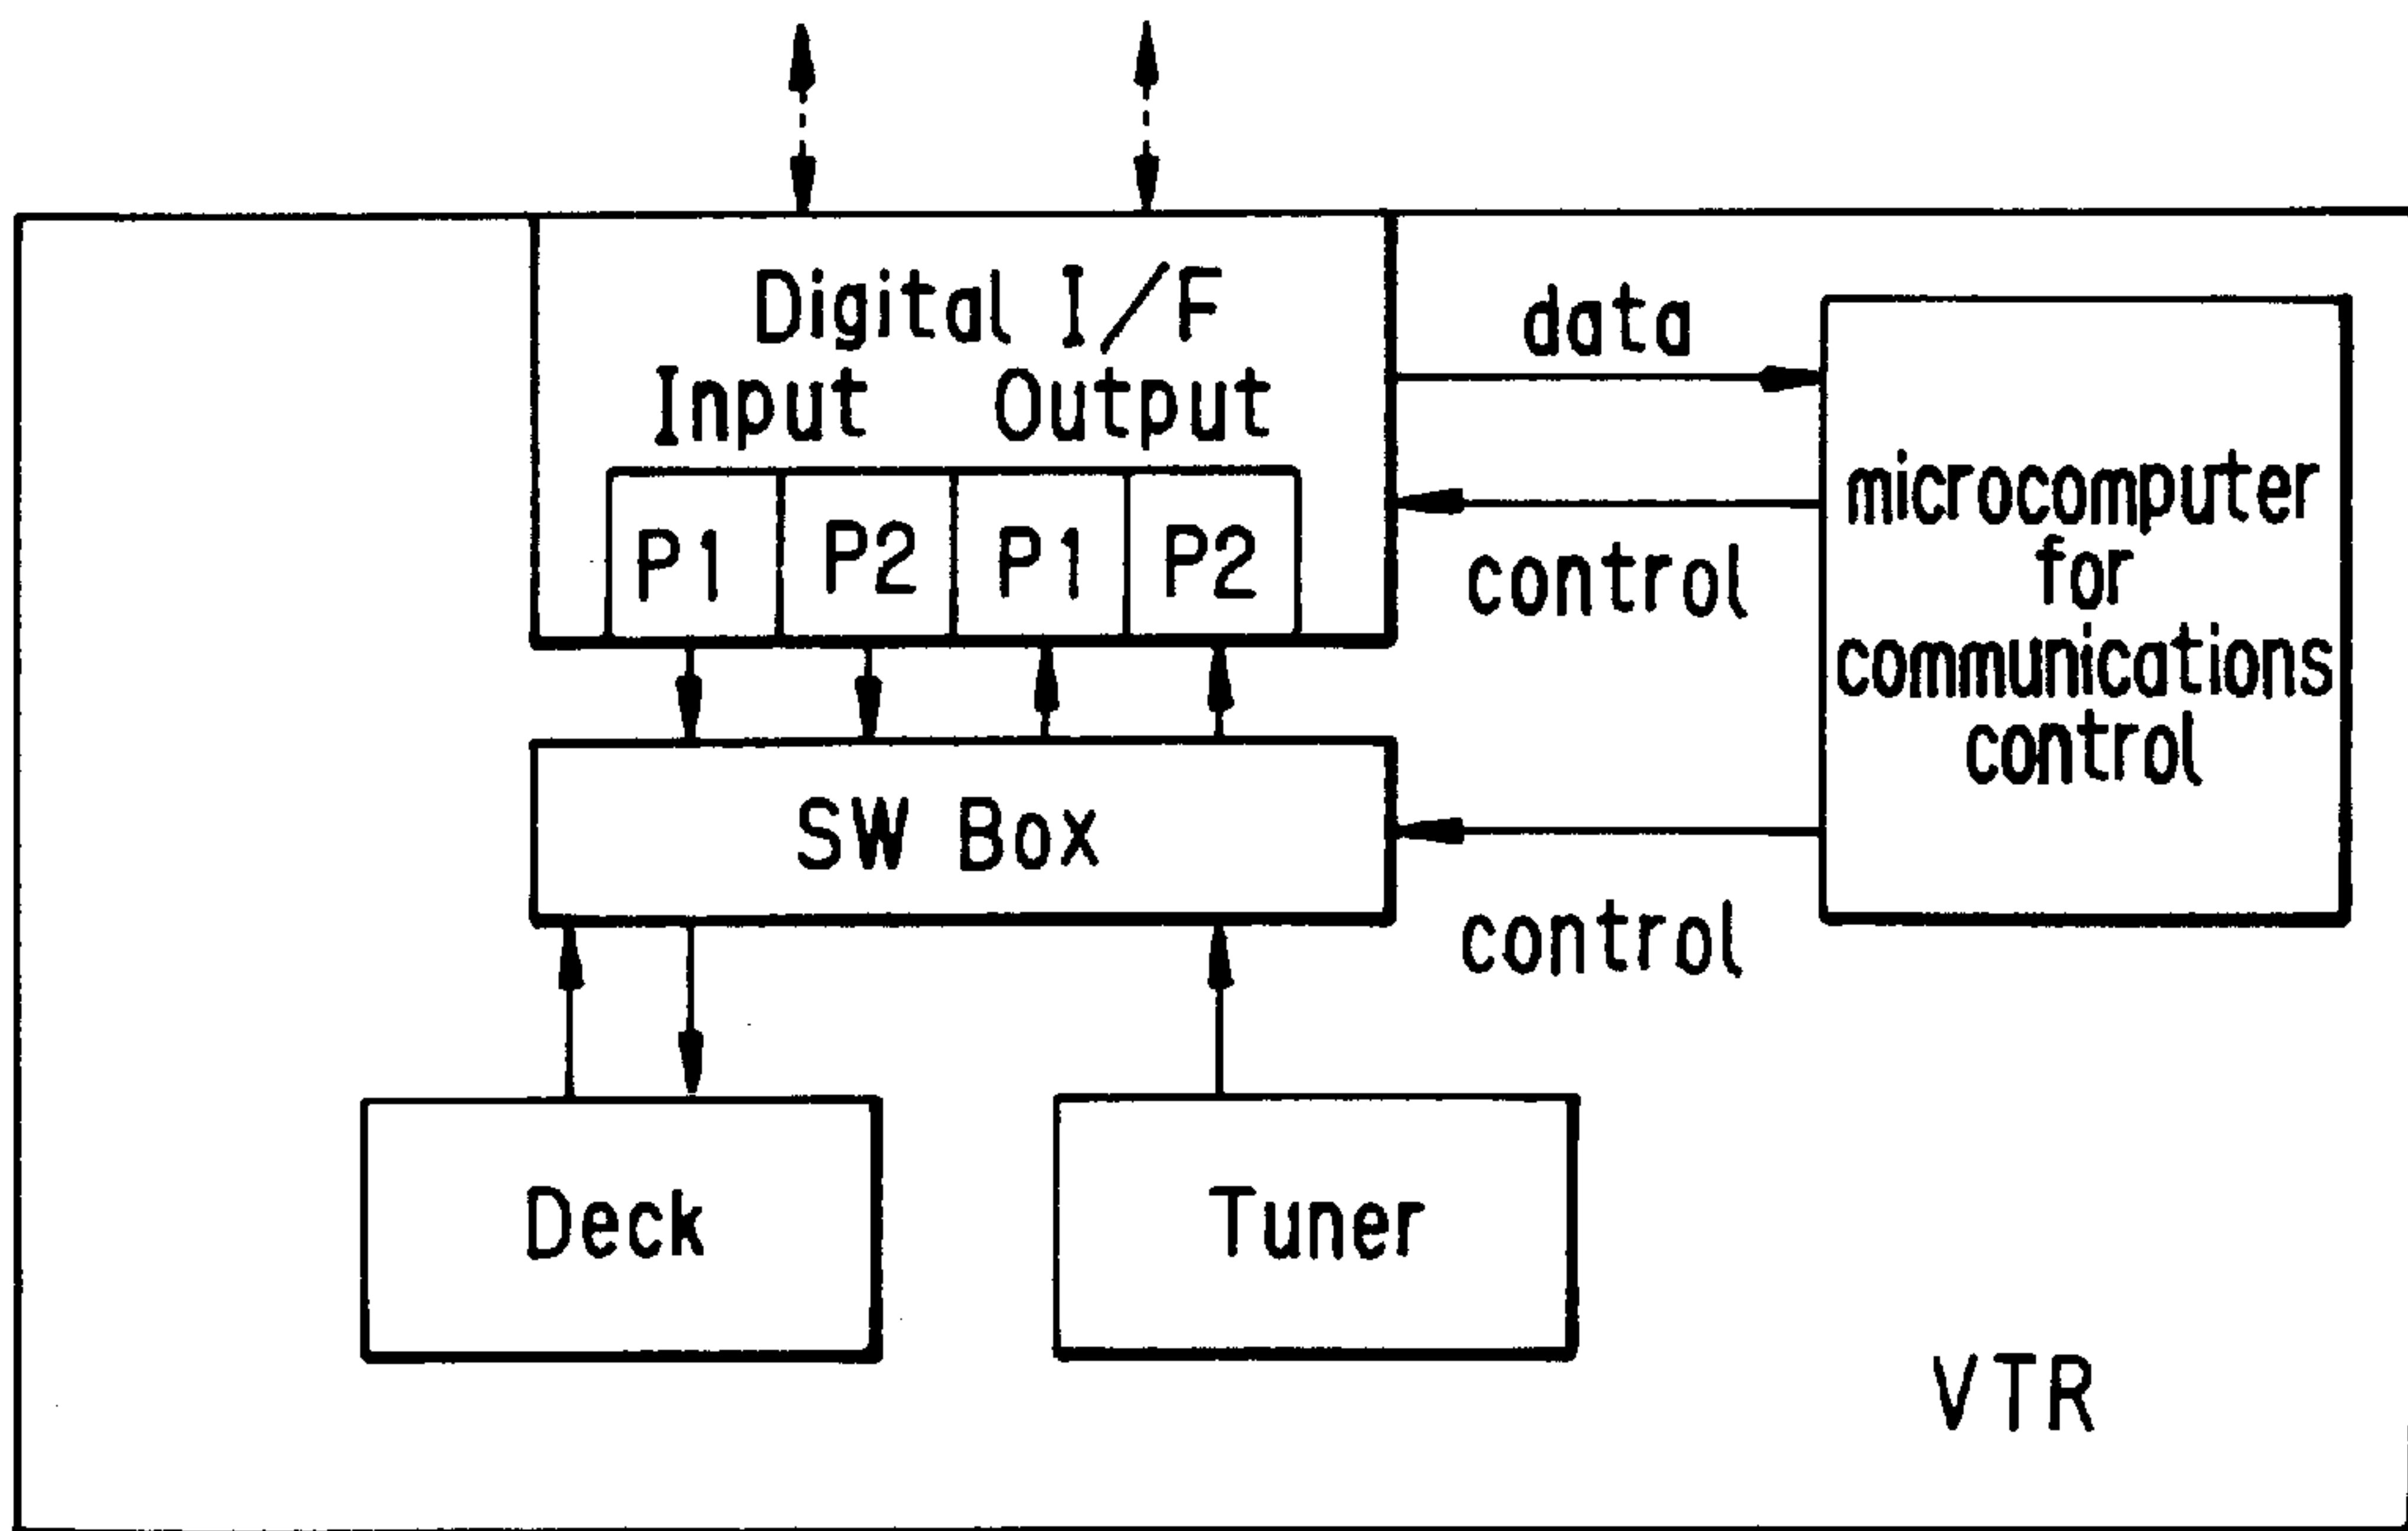 Digital I/F
Input Output
P1 P2 P1 P2
data
control
microcomputer
for
communications
control
SW Box
control
Deck
Tuner
VTR